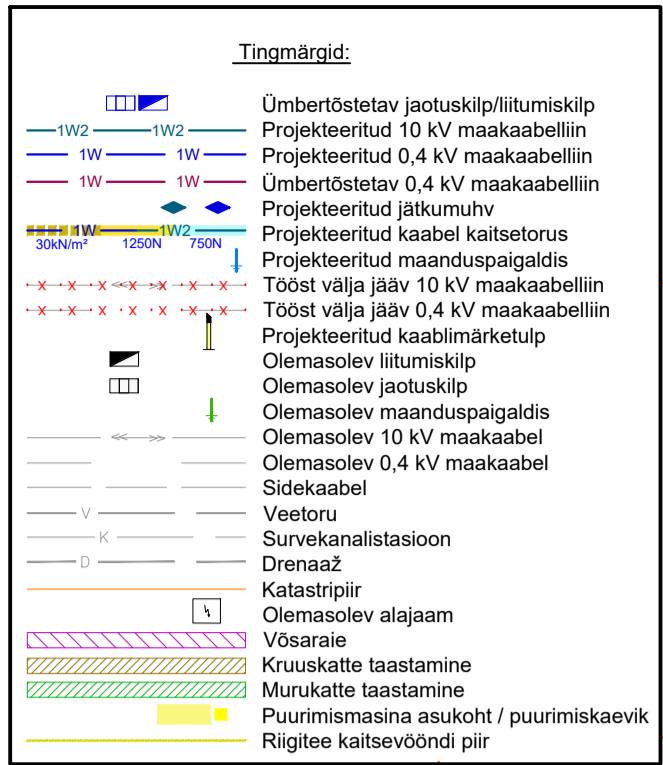 Tingmärgid:
Ümbertõstetav jaotuskilp/liitumiskilp
1W2 1W2 Projekteeritud 10 kV maakaabelliin
1W 1W Projekteeritud 0,4 kV maakaabelliin
1W 1W Ümbertõstetav 0,4 kV maakaabelliin
Projekteeritud jätkumuhv
1W 1W2 Projekteeritud kaabel kaitsetorus
30kN/m² 1250N 750N
Projekteeritud maanduspaigaldis
x x x x x x x Tööst välja jääv 10 kV maakaabelliin
x x x x x x x Tööst välja jääv 0,4 kV maakaabelliin
Projekteeritud kaablimärketulp
Olemasolev liitumiskilp
Olemasolev jaotuskilp
Olemasolev maanduspaigaldis
Olemasolev 10 kV maakaabel
Olemasolev 0,4 kV maakaabel
Sidekaabel
V Veetoru
K Survekanalistasioon
D Drenaaž
Katastripiir
Olemasolev alajaam
Võsaraie
Kruuskatte taastamine
Murukatte taastamine
Puurimismasina asukoht / puurimiskaevik
Riigitee kaitsevööndi piir